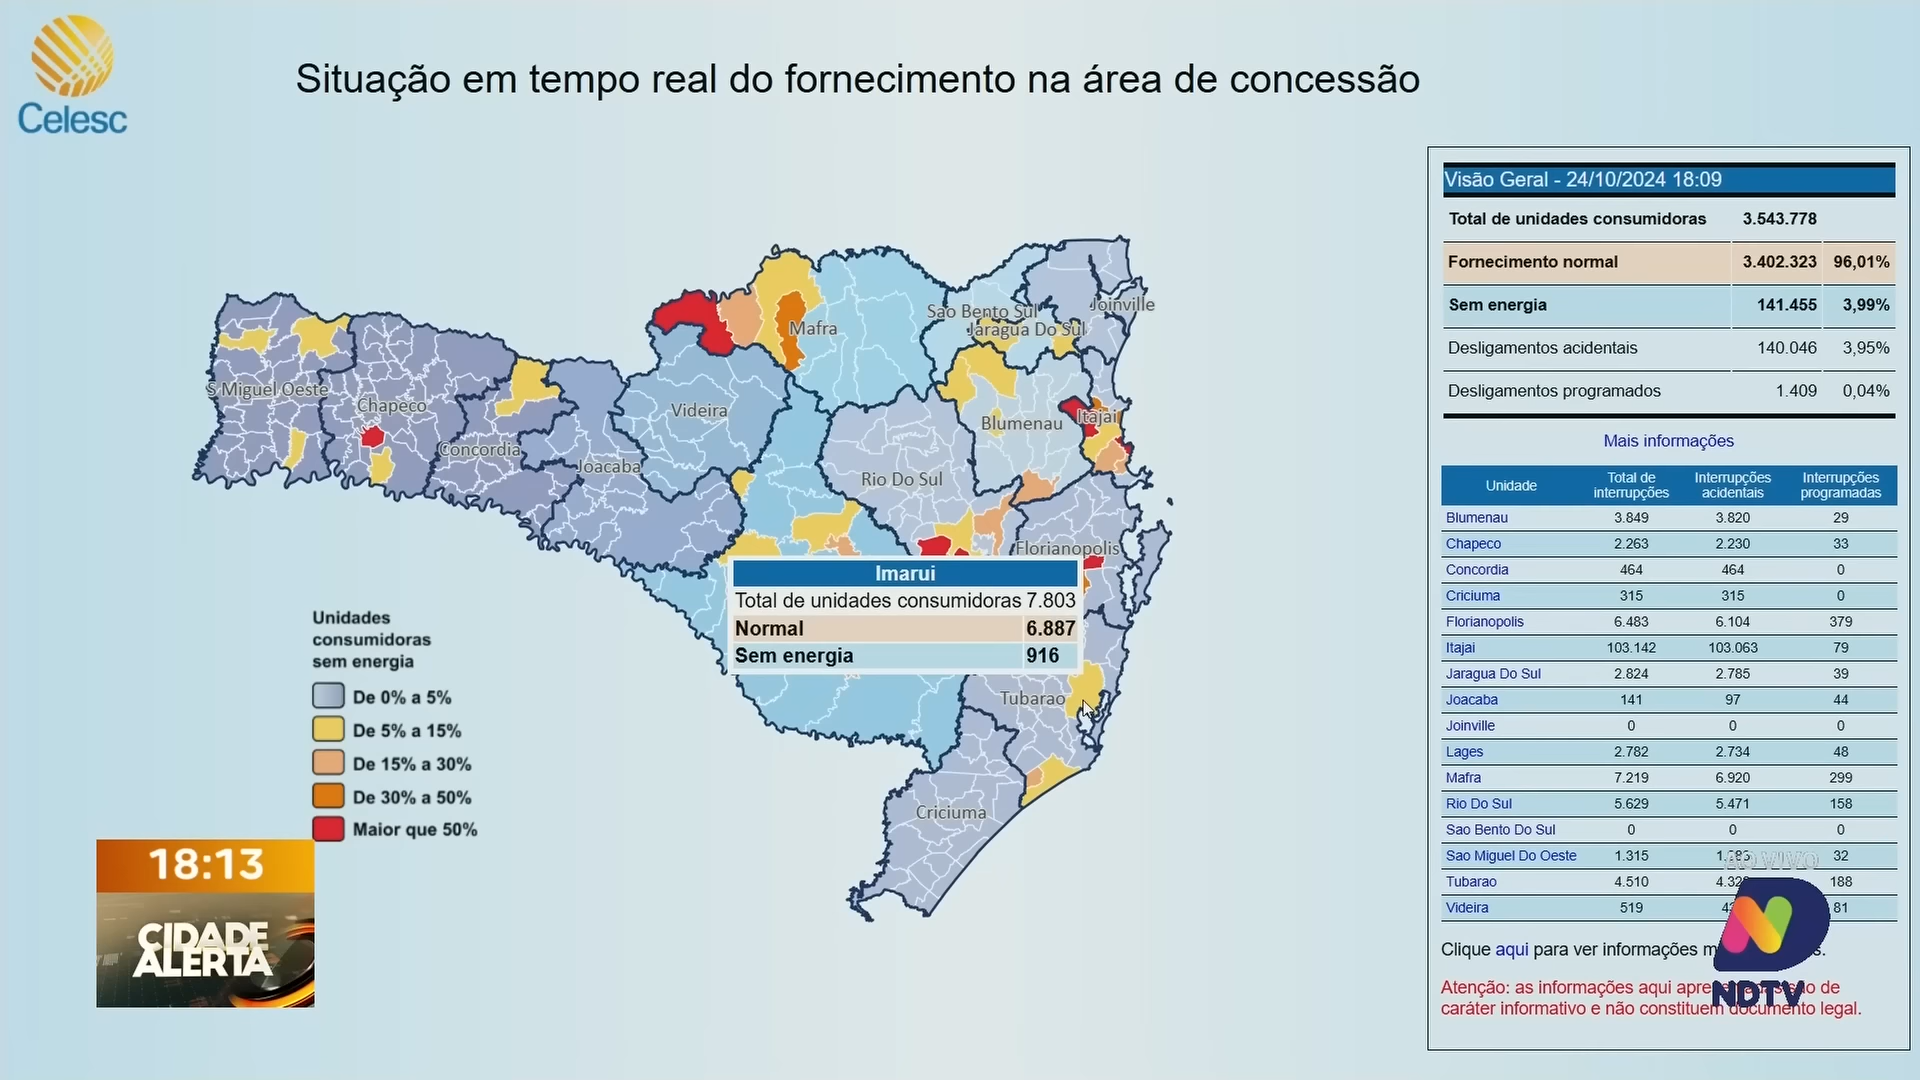 Celesc
Situação em tempo real do fornecimento na área de concessão
Visão Geral - 24/10/2024 18:09
Total de unidades consumidoras 3.543.778
Fornecimento normal 3.402.323 96,01%
Sem energia 141.455 3,99%
Desligamentos acidentais 140.046 3,95%
Desligamentos programados 1.409 0,04%
Mais informações
Unidade Total de interrupções Interrupções acidentais Interrupções programadas
Blumenau 3.849 3.820 29
Chapeco 2.263 2.230 33
Concordia 464 464 0
Criciuma 315 315 0
Florianopolis 6.483 6.104 379
Itajai 103.142 103.063 79
Jaragua Do Sul 2.824 2.785 39
Joacaba 141 97 44
Joinville 0 0 0
Lages 2.782 2.734 48
Mafra 7.219 6.920 299
Rio Do Sul 5.629 5.471 158
Sao Bento Do Sul 0 0 0
Sao Miguel Do Oeste 1.315 32
Tubarao 4.510 188
Videira 519 81
Clique aqui para ver informações
Atenção: as informações aqui de
caráter informativo e não constituem documento legal.
Joinville
Sao Bento Sul
Jaragua Do Sul
Mafra
S Miguel Oeste
Chapeco
Videira
Itajai
Blumenau
Concordia
Joacaba
Rio Do Sul
Florianopolis
Imarui
Total de unidades consumidoras 7.803
Normal 6.887
Sem energia 916
Tubarao
Criciuma
Unidades
consumidoras
sem energia
De 0% a 5%
De 5% a 15%
De 15% a 30%
De 30% a 50%
Maior que 50%
18:13
CIDADE
ALERTA
AO VIVO
NDTV